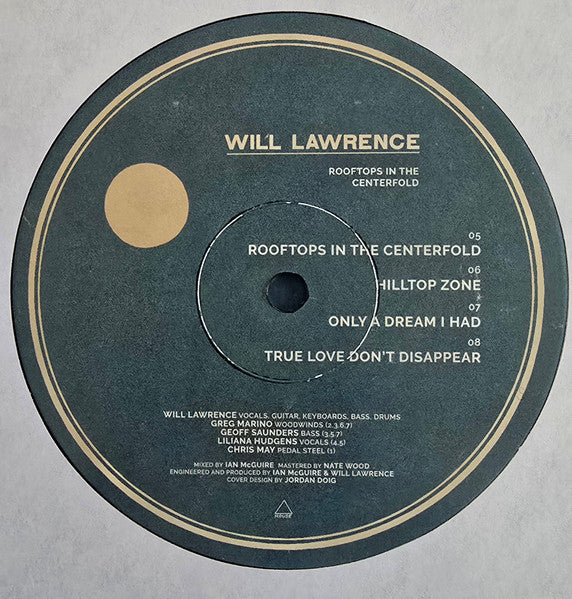 WILL LAWRENCE
ROOFTOPS IN THE
CENTERFOLD
05
ROOFTOPS IN THE CENTERFOLD
06
HILLTOP ZONE
07
ONLY A DREAM I HAD
08
TRUE LOVE DON'T DISAPPEAR
WILL LAWRENCE VOCALS, GUITAR, KEYBOARDS, BASS, DRUMS
GREG MARINO WOODWINDS (2,3,6,7)
GEOFF SAUNDERS BASS (3,5,7)
LILIANA HUDGENS VOCALS (4,5)
CHRIS MAY PEDAL STEEL (1)
MIXED BY IAN McGUIRE MASTERED BY NATE WOOD
ENGINEERED AND PRODUCED BY IAN McGUIRE & WILL LAWRENCE
COVER DESIGN BY JORDAN DOIG
HOUSE